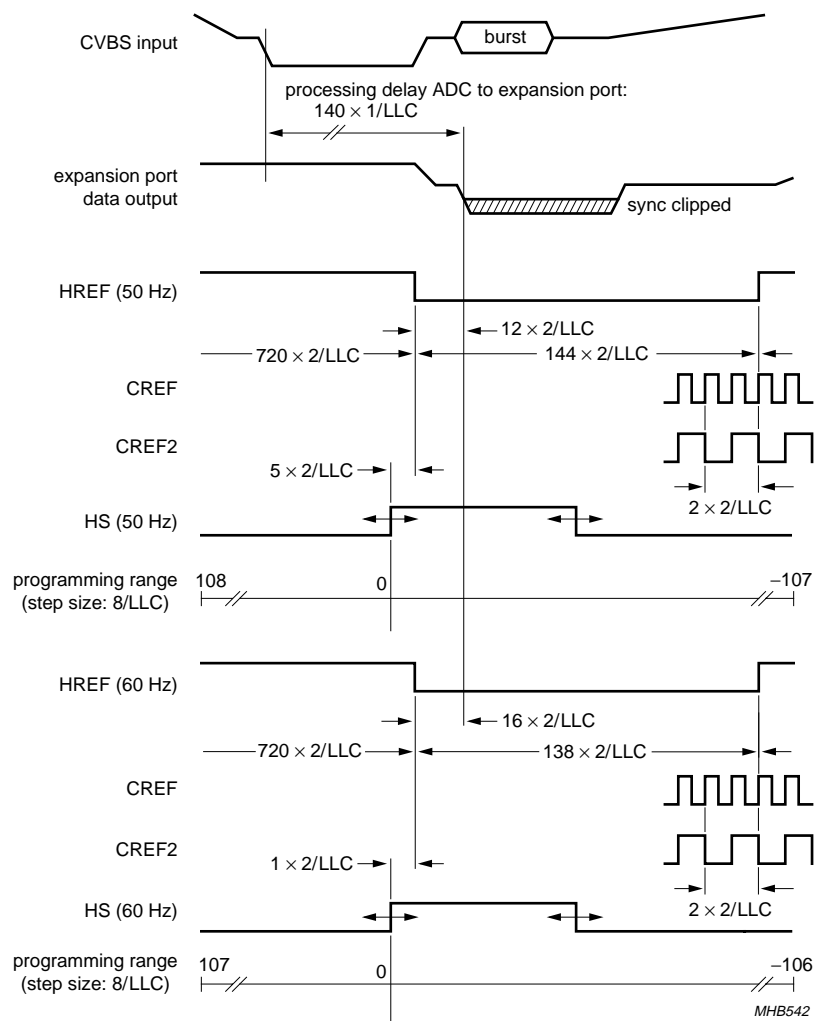 CVBS input
burst
processing delay ADC to expansion port:
140 × 1/LLC
expansion port
data output
sync clipped
HREF (50 Hz)
12 × 2/LLC
720 × 2/LLC
144 × 2/LLC
CREF
CREF2
5 × 2/LLC
2 × 2/LLC
HS (50 Hz)
programming range
(step size: 8/LLC)
108
0
−107
HREF (60 Hz)
16 × 2/LLC
720 × 2/LLC
138 × 2/LLC
CREF
CREF2
1 × 2/LLC
2 × 2/LLC
HS (60 Hz)
programming range
(step size: 8/LLC)
107
0
−106
MHB542